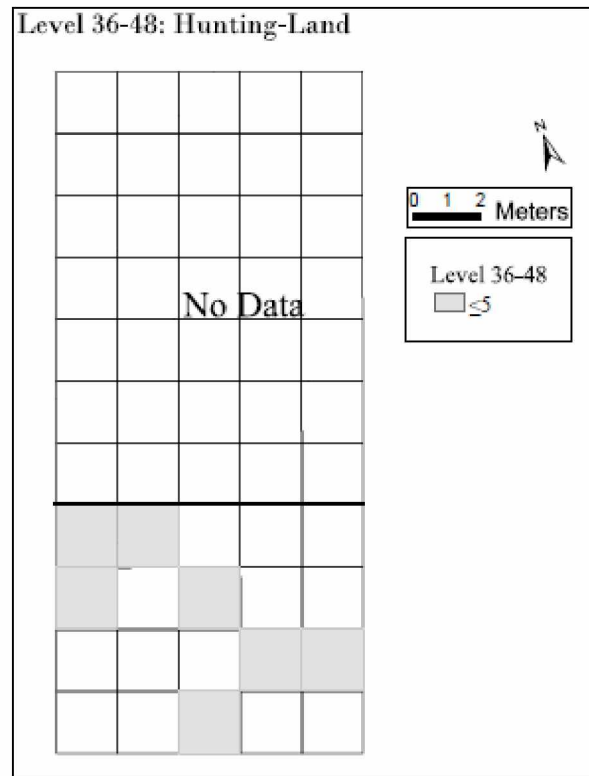 Level 36-48: Hunting-Land
N
0 1 2 Meters
Level 36-48
≤5
No Data